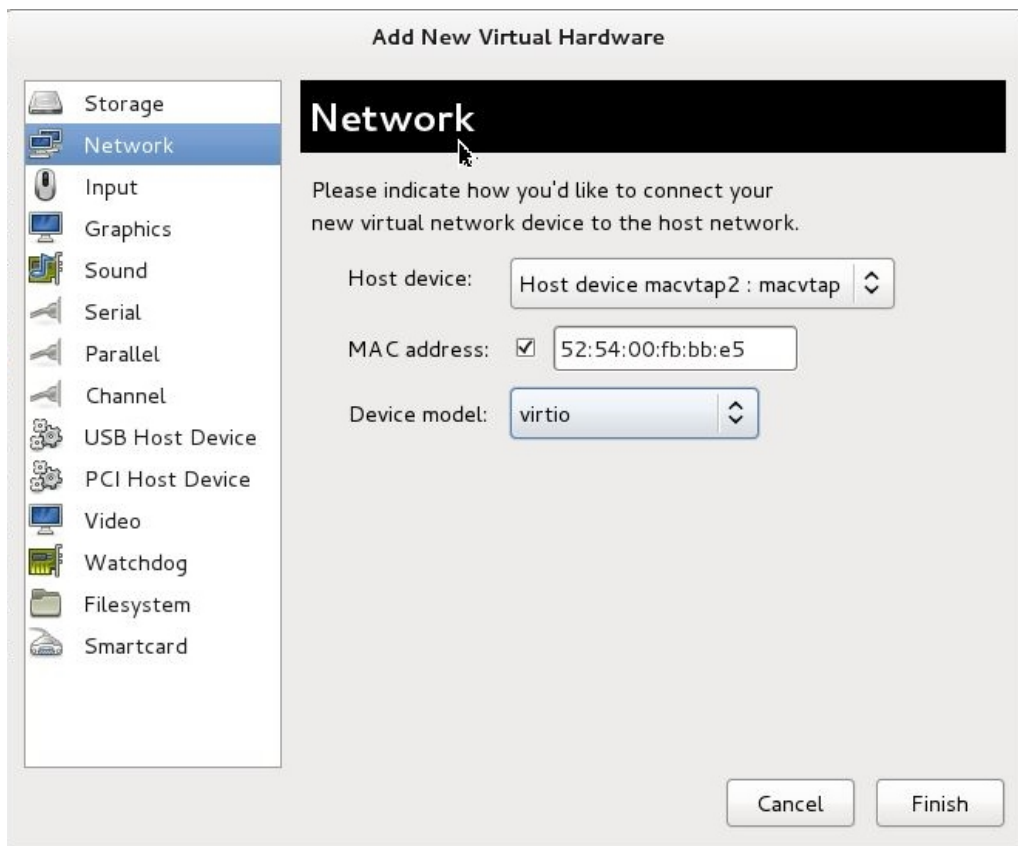 Add New Virtual Hardware
Storage
Network
Input
Graphics
Sound
Serial
Parallel
Channel
USB Host Device
PCI Host Device
Video
Watchdog
Filesystem
Smartcard
Network
Please indicate how you'd like to connect your
new virtual network device to the host network.
Host device: Host device macvtap2 : macvtap
MAC address: 52:54:00:fb:bb:e5
Device model: virtio
Cancel Finish